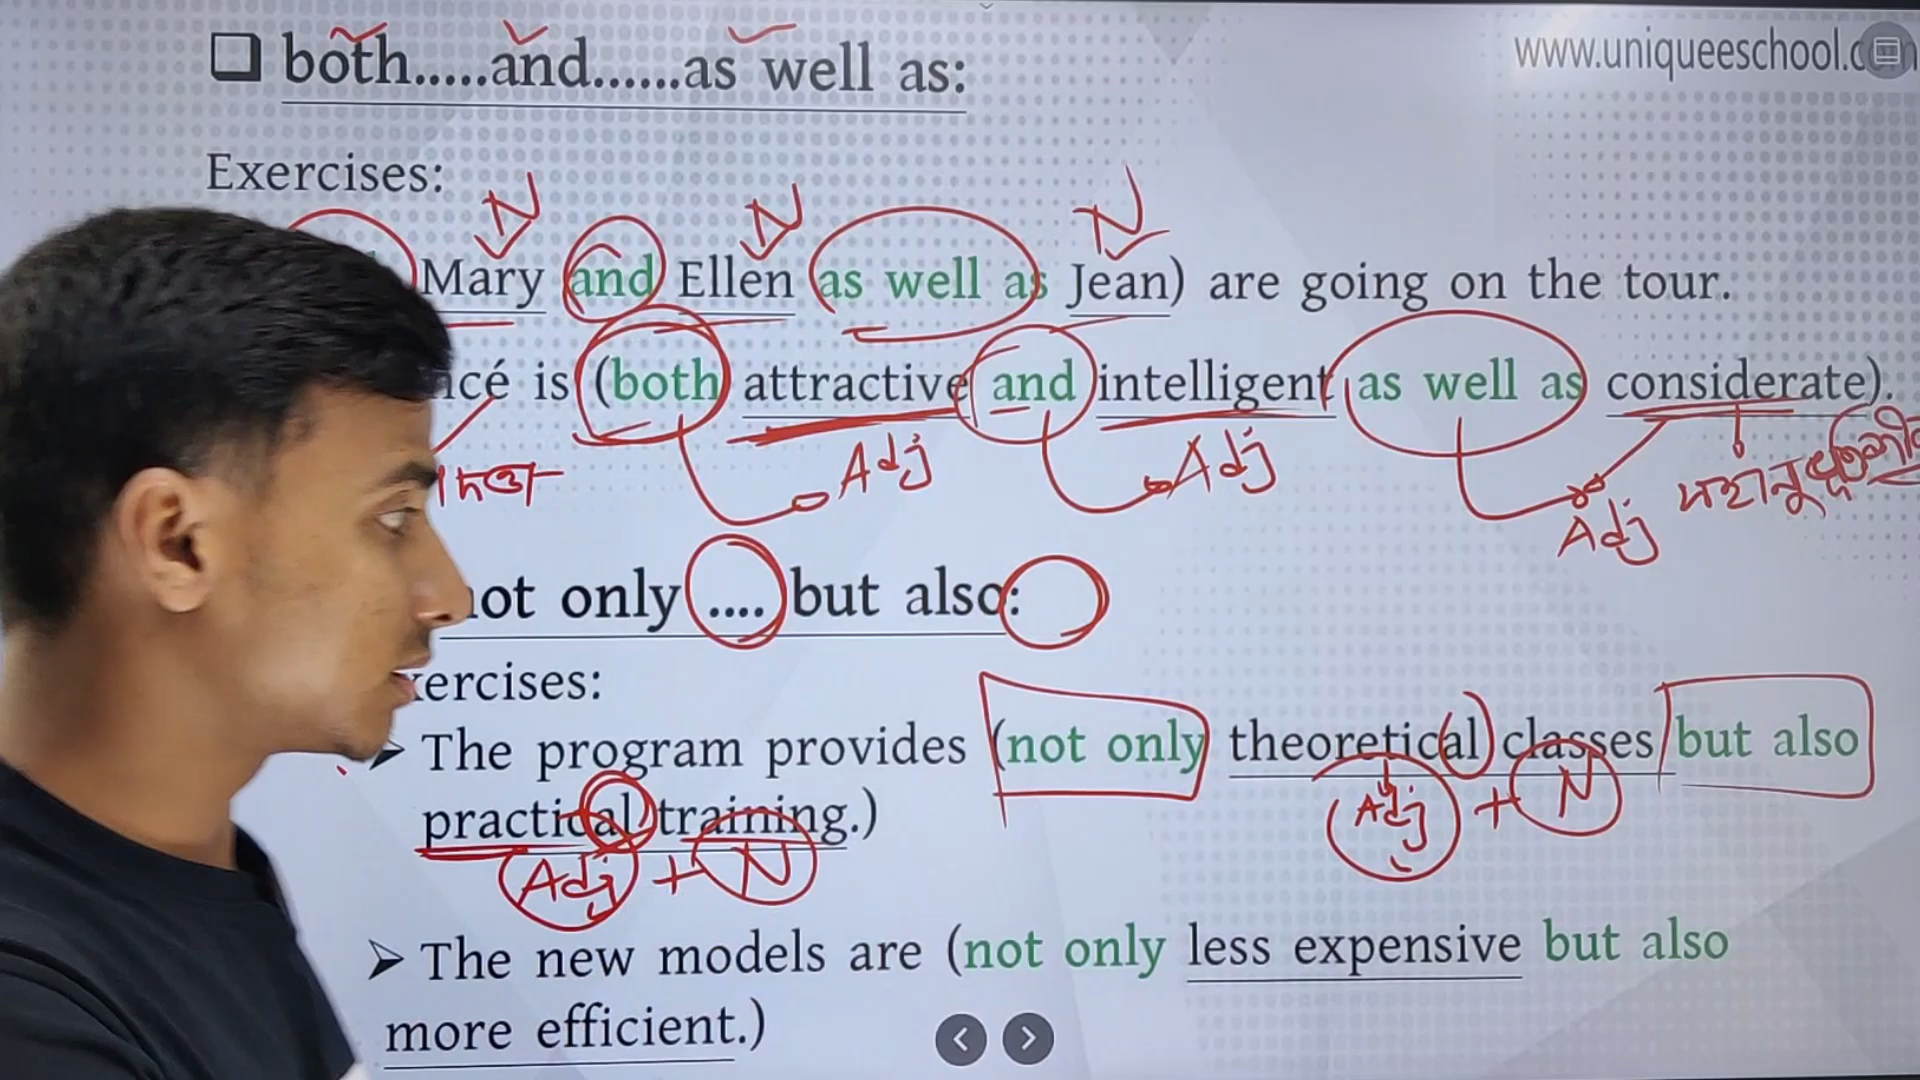 www.uniqueeschool.c
both.....and......as well as:
Exercises:
N N N
Mary and Ellen as well as Jean) are going on the tour.
is (both attractive and intelligent as well as considerate).
Adj Adj Adj
not only .... but also:
Exercises:
The program provides (not only theoretical classes but also
Adj + N
practical training.)
Adj + N
The new models are (not only less expensive but also
more efficient.)